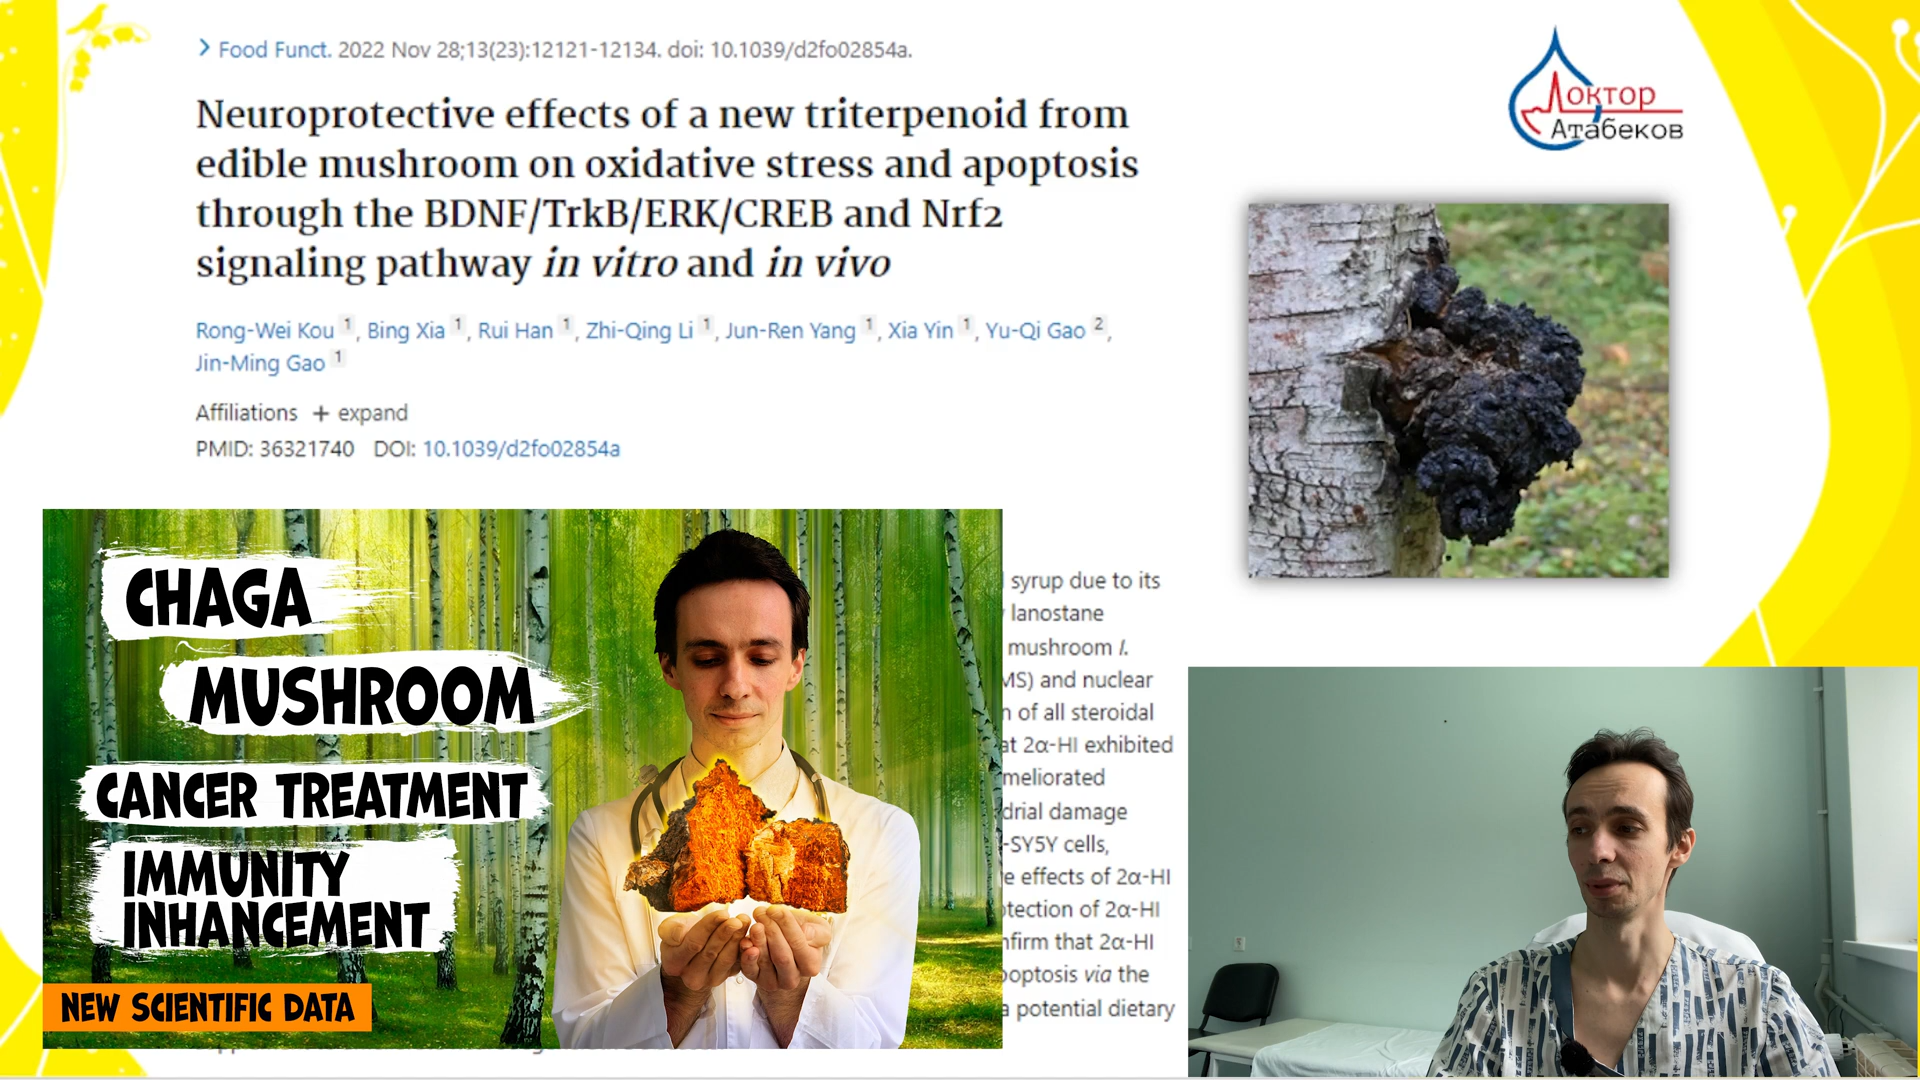 Food Funct. 2022 Nov 28;13(23):12121-12134. doi: 10.1039/d2fo02854a.
Neuroprotective effects of a new triterpenoid from
edible mushroom on oxidative stress and apoptosis
through the BDNF/TrkB/ERK/CREB and Nrf2
signaling pathway in vitro and in vivo
Rong-Wei Kou 1, Bing Xia 1, Rui Han 1, Zhi-Qing Li 1, Jun-Ren Yang 1, Xia Yin 1, Yu-Qi Gao 2,
Jin-Ming Gao 1
Affiliations + expand
PMID: 36321740 DOI: 10.1039/d2fo02854a
Доктор
Атабеков
CHAGA
MUSHROOM
CANCER TREATMENT
IMMUNITY
INHANCEMENT
NEW SCIENTIFIC DATA
syrup due to its
lanostane
mushroom I.
MS) and nuclear
of all steroidal
at 2α-HI exhibited
meliorated
drial damage
-SY5Y cells,
effects of 2α-HI
otection of 2α-HI
nfirm that 2α-HI
poptosis via the
a potential dietary